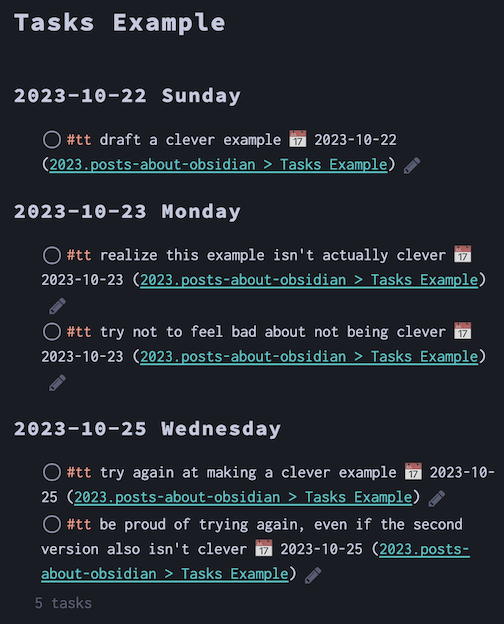 Tasks Example
2023-10-22 Sunday
#tt draft a clever example 📅 2023-10-22
(2023.posts-about-obsidian > Tasks Example)
2023-10-23 Monday
#tt realize this example isn't actually clever 📅
2023-10-23 (2023.posts-about-obsidian > Tasks Example)
#tt try not to feel bad about not being clever 📅
2023-10-23 (2023.posts-about-obsidian > Tasks Example)
2023-10-25 Wednesday
#tt try again at making a clever example 📅 2023-10-
25 (2023.posts-about-obsidian > Tasks Example)
#tt be proud of trying again, even if the second
version also isn't clever 📅 2023-10-25 (2023.posts-
about-obsidian > Tasks Example)
5 tasks